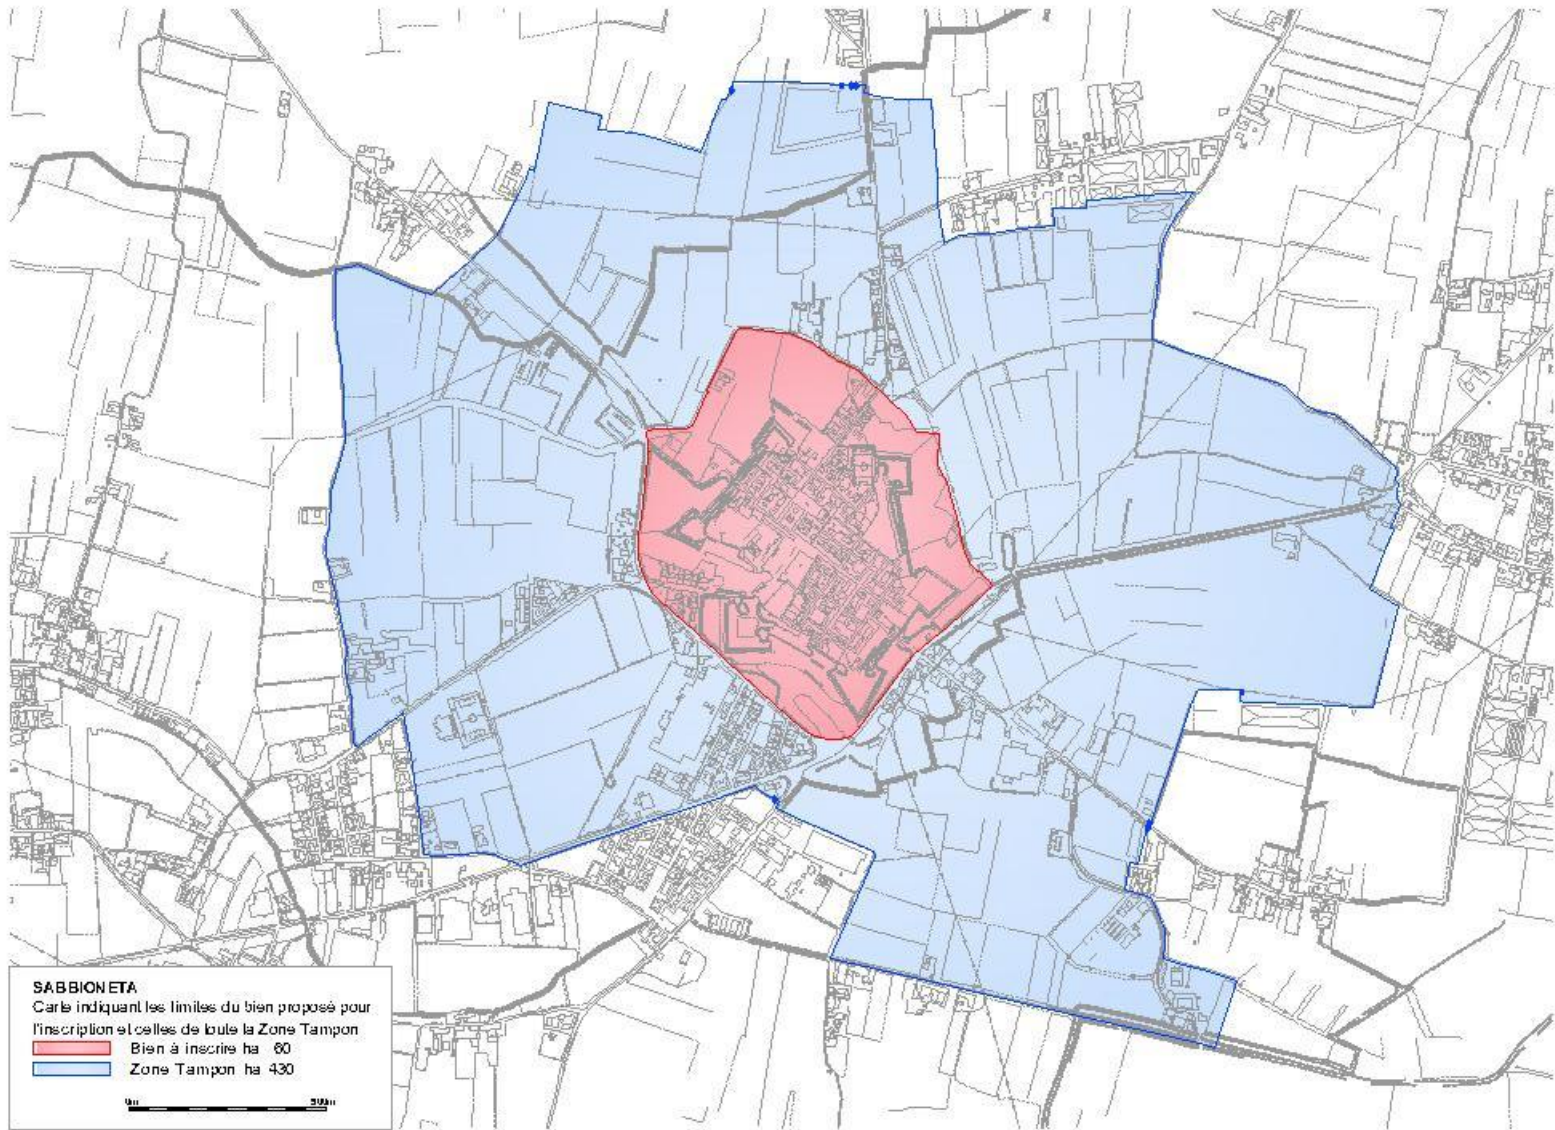 SABBIONETA
Carte indiquant les limites du bien proposé pour
l'inscription et celles de toute la Zone Tampon
Bien à inscrire ha 60
Zone Tampon ha 430
0m 500m